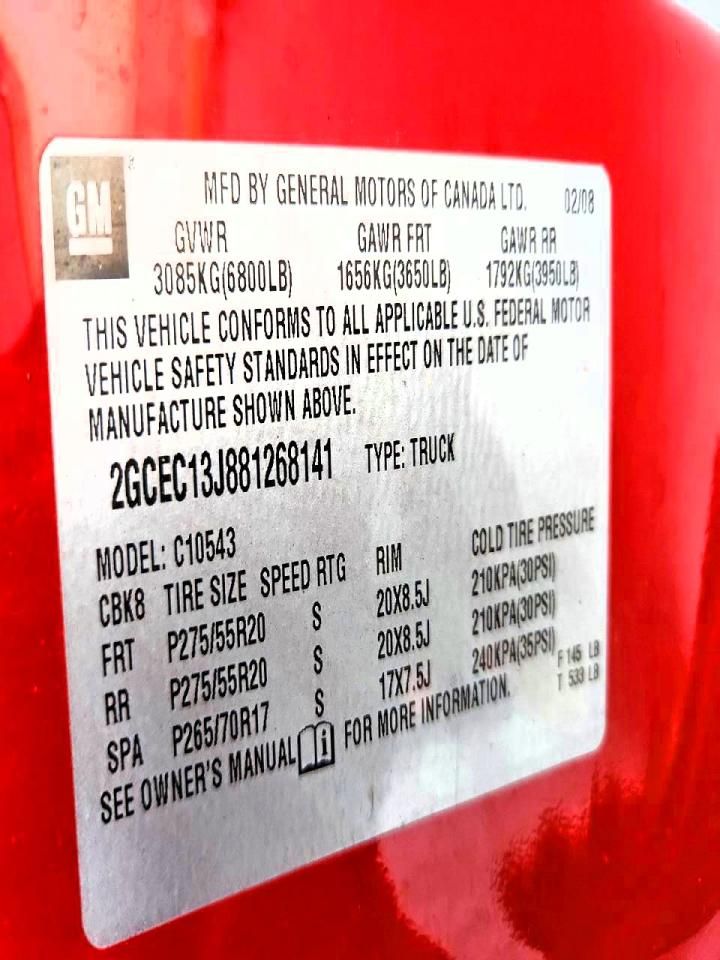 GM
MFD BY GENERAL MOTORS OF CANADA LTD. 02/08
GVWR GAWR FRT GAWR RR
3085KG(6800LB) 1656KG(3650LB) 1792KG(3950LB)
THIS VEHICLE CONFORMS TO ALL APPLICABLE U.S. FEDERAL MOTOR
VEHICLE SAFETY STANDARDS IN EFFECT ON THE DATE OF
MANUFACTURE SHOWN ABOVE.
2GCEC13J881268141 TYPE: TRUCK
MODEL: C10543
CBK8 TIRE SIZE SPEED RTG RIM COLD TIRE PRESSURE
FRT P275/55R20 S 20X8.5J 210KPA(30PSI)
RR P275/55R20 S 20X8.5J 210KPA(30PSI)
SPA P265/70R17 S 17X7.5J 240KPA(35PSI) F 145 LB
T 533 LB
SEE OWNER'S MANUAL i FOR MORE INFORMATION.